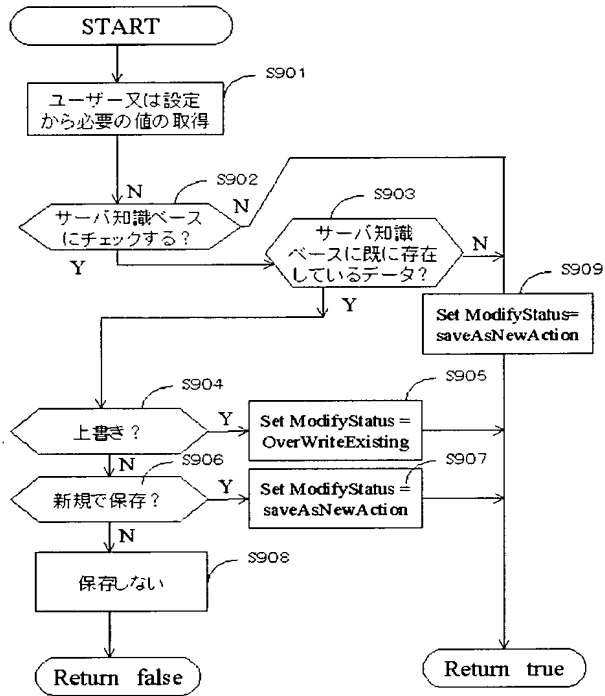 START
S901
ユーザー又は設定
から必要の値の取得
N
S902
N
サーバ知識ベース
にチェックする?
Y
S903
サーバ知識
ベースに既に存在
しているデータ?
N
Y
S909
Set ModifyStatus=
saveAsNewAction
S904
上書き?
Y
S905
Set ModifyStatus =
OverWriteExisting
N
S906
新規で保存?
Y
S907
Set ModifyStatus =
saveAsNewAction
N
S908
保存しない
Return false
Return true